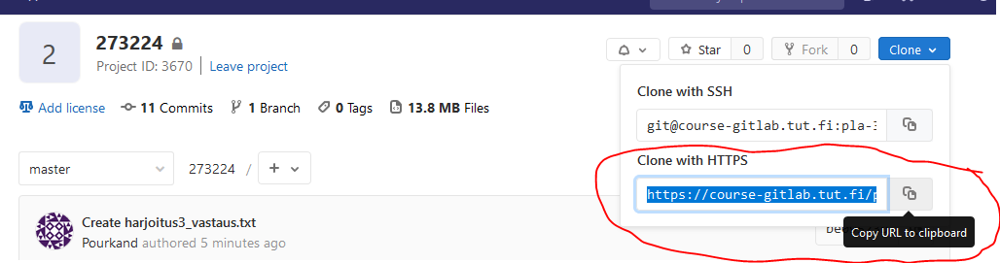 2
273224
Project ID: 3670
Leave project
Star 0
Fork 0
Clone
Add license
11 Commits
1 Branch
0 Tags
13.8 MB Files
Clone with SSH
git@course-gitlab.tut.fi:pla-
Clone with HTTPS
https://course-gitlab.tut.fi/p
Copy URL to clipboard
master
273224 / +
Create harjoitus3_vastaus.txt
Pourkand authored 5 minutes ago